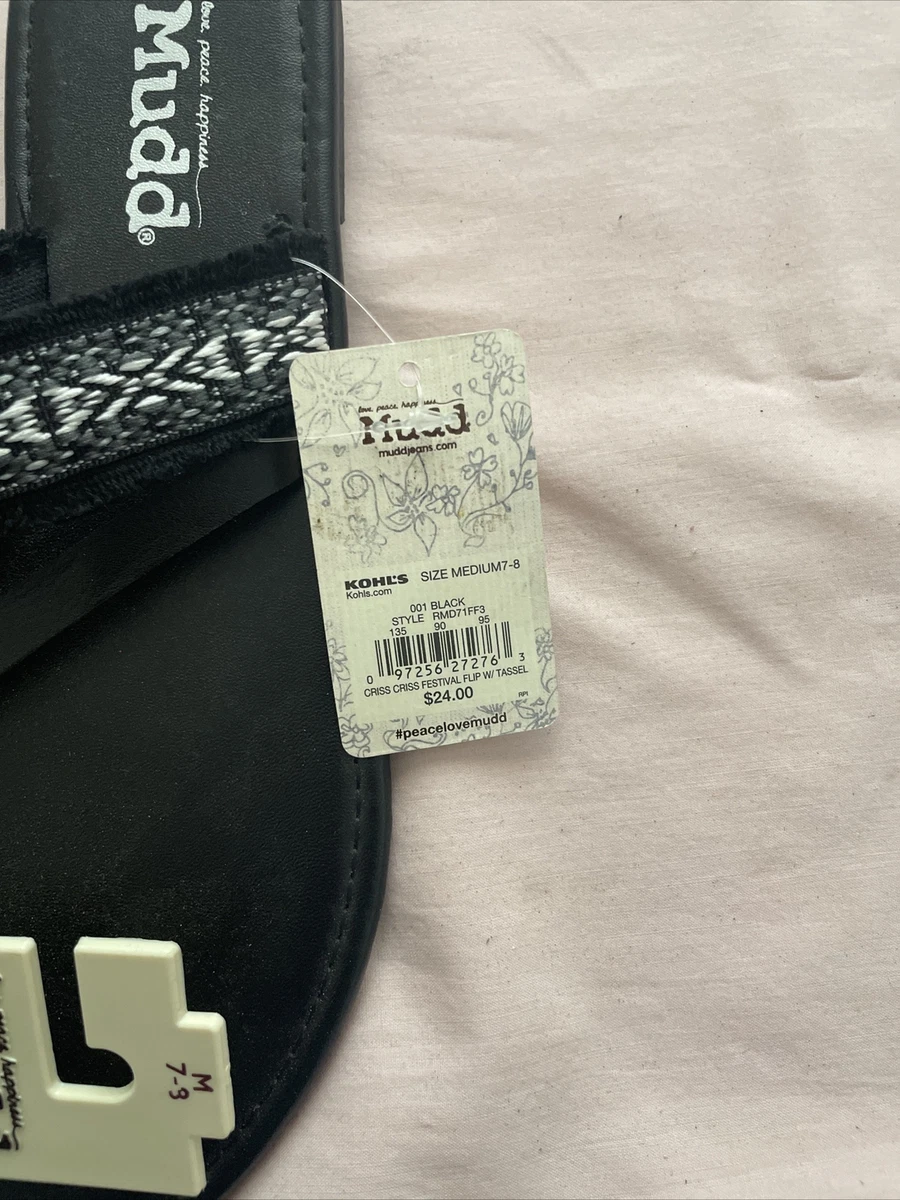 love. peace. happiness
Mudd®
love. peace. happiness
Mudd
muddjeans.com
KOHL'S SIZE MEDIUM7-8
Kohls.com
001 BLACK
STYLE RMD71FF3
135 90 95
0 97256 27276 3
CRISS CRISS FESTIVAL FLIP W/ TASSEL
$24.00
RPI
#peacelovemudd
M
7-8